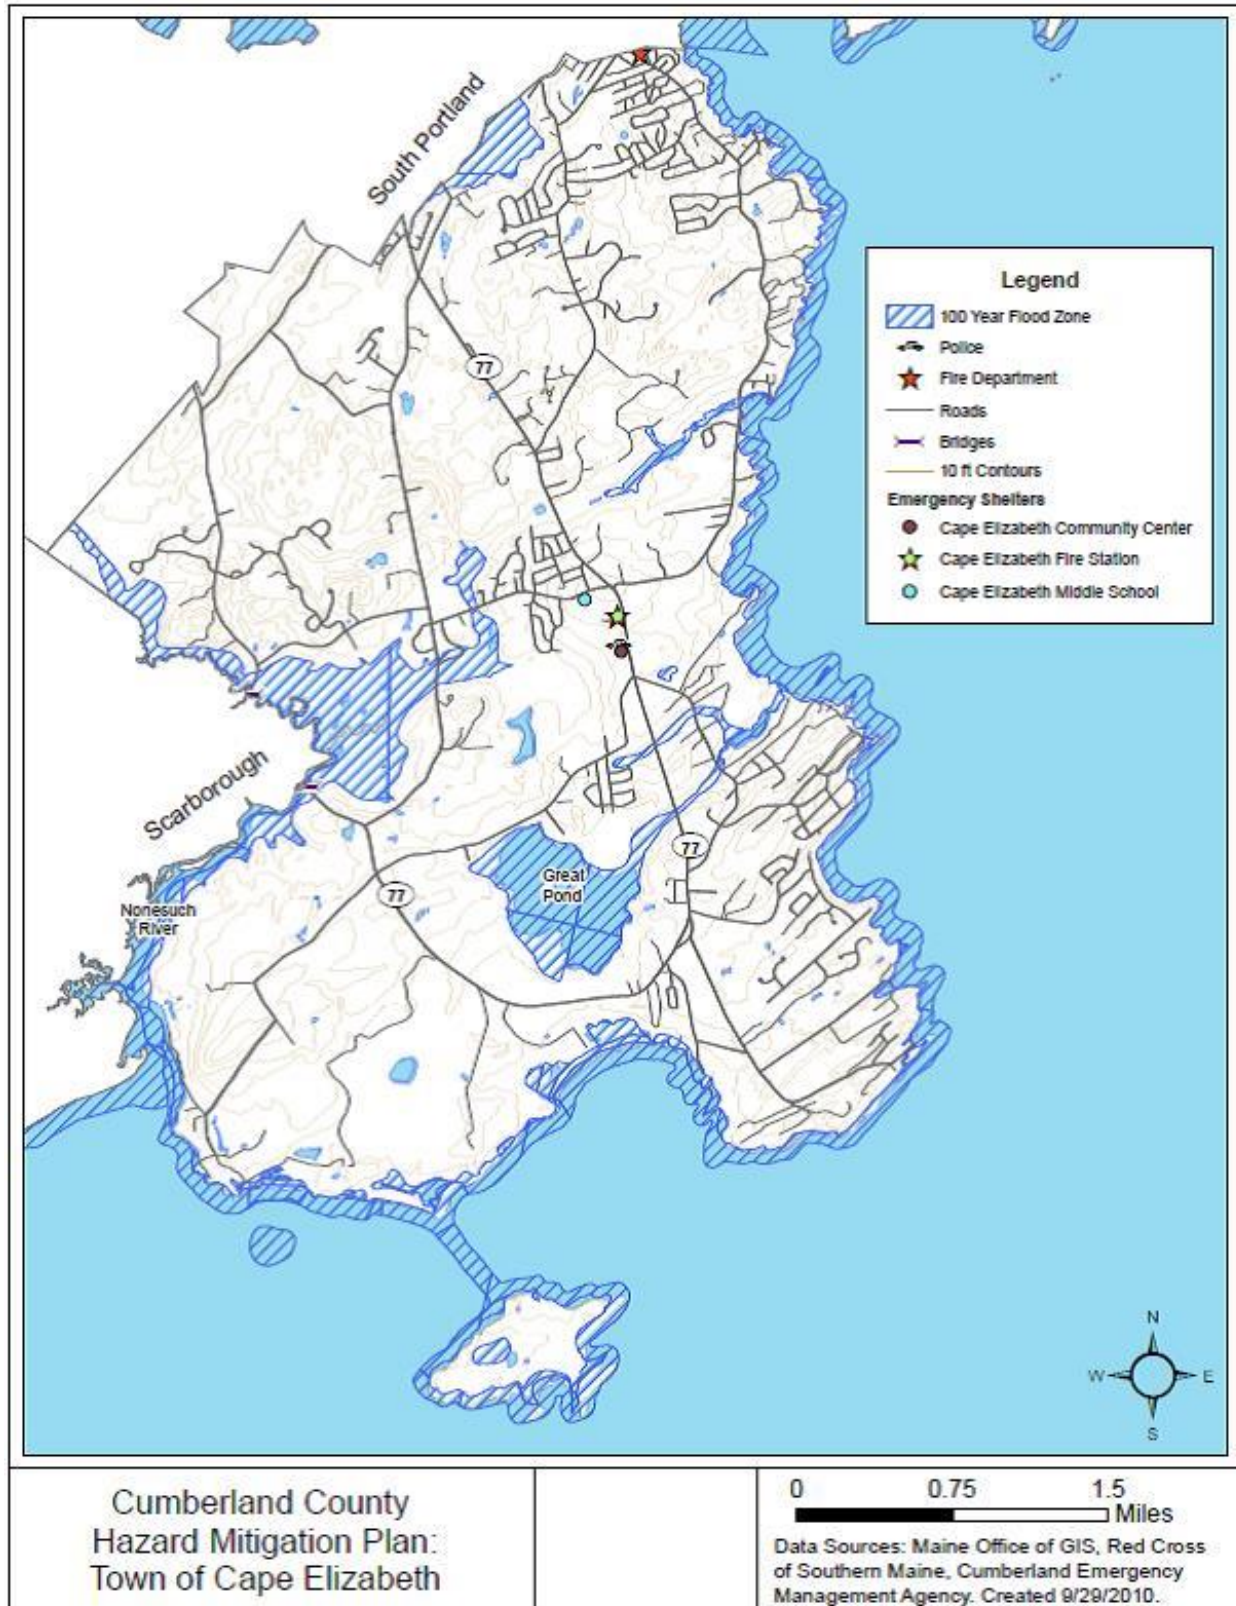 South Portland
77
Legend
100 Year Flood Zone
Police
Fire Department
Roads
Bridges
10 ft Contours
Emergency Shelters
Cape Elizabeth Community Center
Cape Elizabeth Fire Station
Cape Elizabeth Middle School
Scarborough
77
Great
Pond
77
Nonesuch
River
N
W E
S
Cumberland County
Hazard Mitigation Plan:
Town of Cape Elizabeth
0 0.75 1.5
Miles
Data Sources: Maine Office of GIS, Red Cross
of Southern Maine, Cumberland Emergency
Management Agency. Created 9/29/2010.